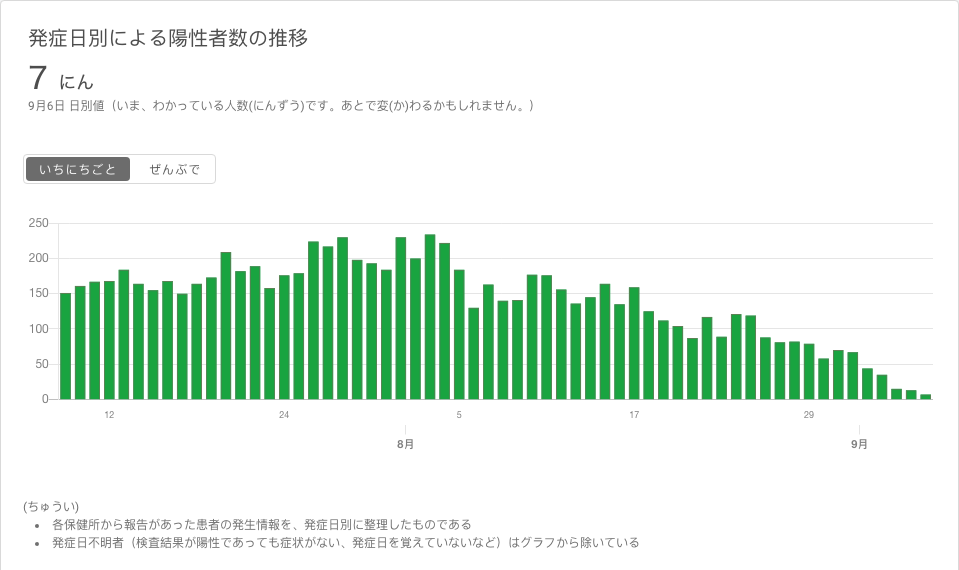 発症日別による陽性者数の推移
7 にん
9月6日 日別値（いま、わかっている人数(にんずう)です。あとで変(か)わるかもしれません。）
いちにちごと ぜんぶで
250
200
150
100
50
0
12 24 5 17 29
8月 9月
(ちゅうい)
• 各保健所から報告があった患者の発生情報を、発症日別に整理したものである
• 発症日不明者（検査結果が陽性であっても症状がない、発症日を覚えていないなど）はグラフから除いている